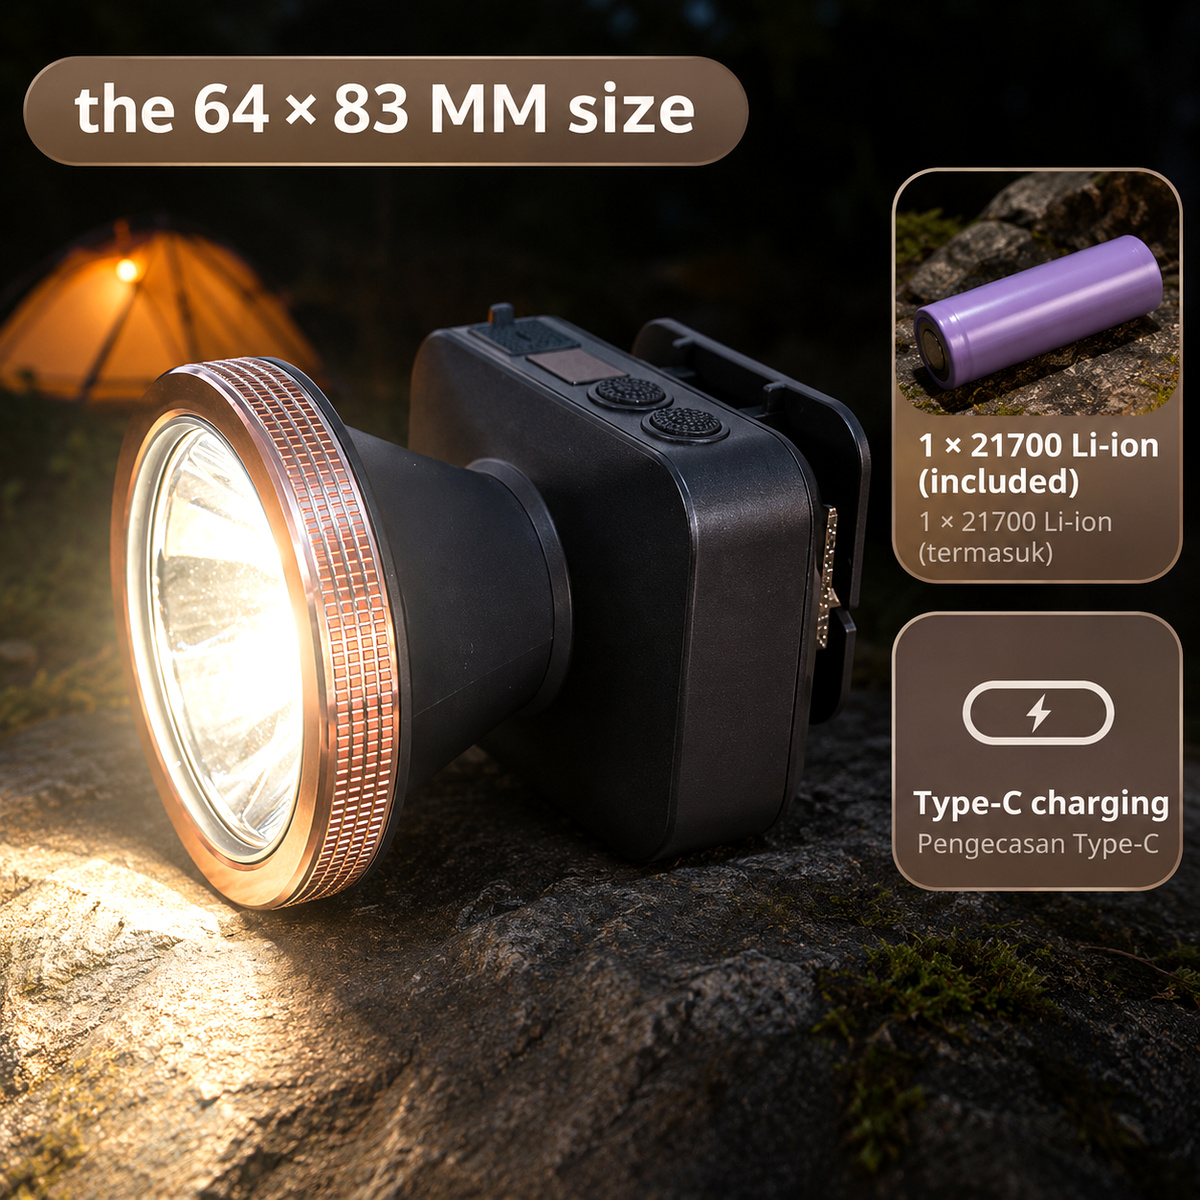 the 64 × 83 MM size
1 × 21700 Li-ion
(included)
1 × 21700 Li-ion
(termasuk)
Type-C charging
Pengecasan Type-C